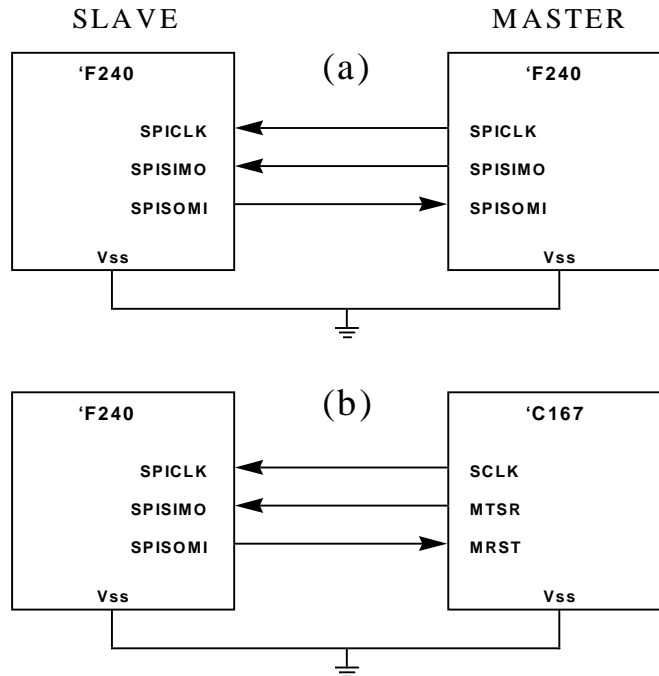 SLAVE MASTER
(a)
‘F240 ‘F240
SPICLK SPICLK
SPISIMO SPISIMO
SPISOMI SPISOMI
Vss Vss
(b)
‘F240 ‘C167
SPICLK SCLK
SPISIMO MTSR
SPISOMI MRST
Vss Vss